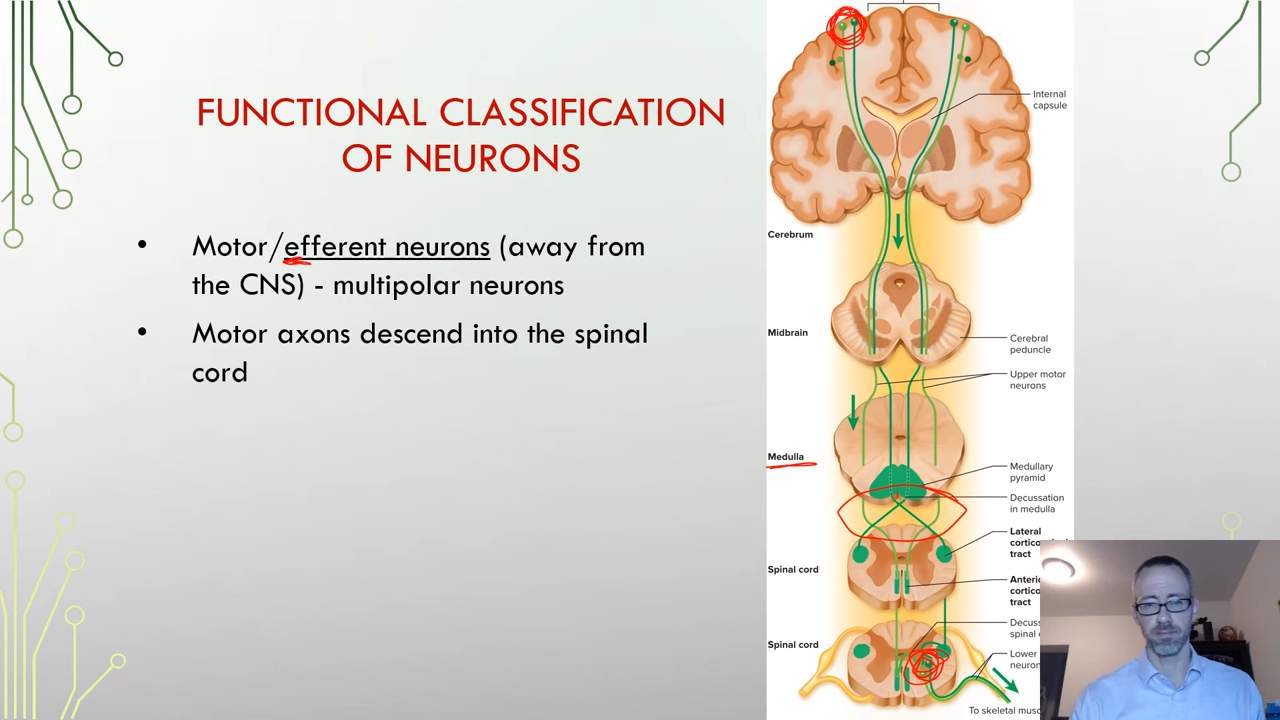 FUNCTIONAL CLASSIFICATION
OF NEURONS
• Motor/efferent neurons (away from
the CNS) - multipolar neurons
• Motor axons descend into the spinal
cord
Internal
capsule
Cerebrum
Midbrain
Cerebral
peduncle
Upper motor
neurons
Medulla
Medullary
pyramid
Decussation
in medulla
Lateral
tract
Spinal cord
tract
Spinal cord
spinal
Lower
To skeletal